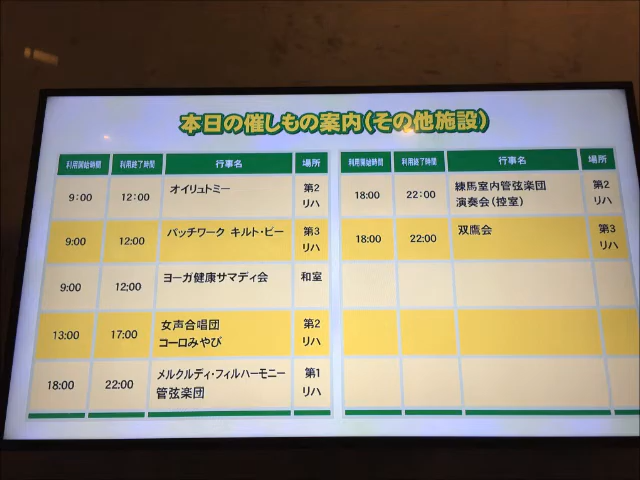 本日の催しもの案内(その他施設)
利用開始時間 利用終了時間 行事名 場所
9:00 12:00 オイリュトミー 第2
リハ
9:00 12:00 パッチワーク キルト・ビー 第3
リハ
9:00 12:00 ヨーガ健康サマディ会 和室
13:00 17:00 女声合唱団 第2
コーロみやび リハ
18:00 22:00 メルクルディ・フィルハーモニー 第1
管弦楽団 リハ
利用開始時間 利用終了時間 行事名 場所
18:00 22:00 練馬室内管弦楽団 第2
演奏会(控室) リハ
18:00 22:00 双鷹会 第3
リハ